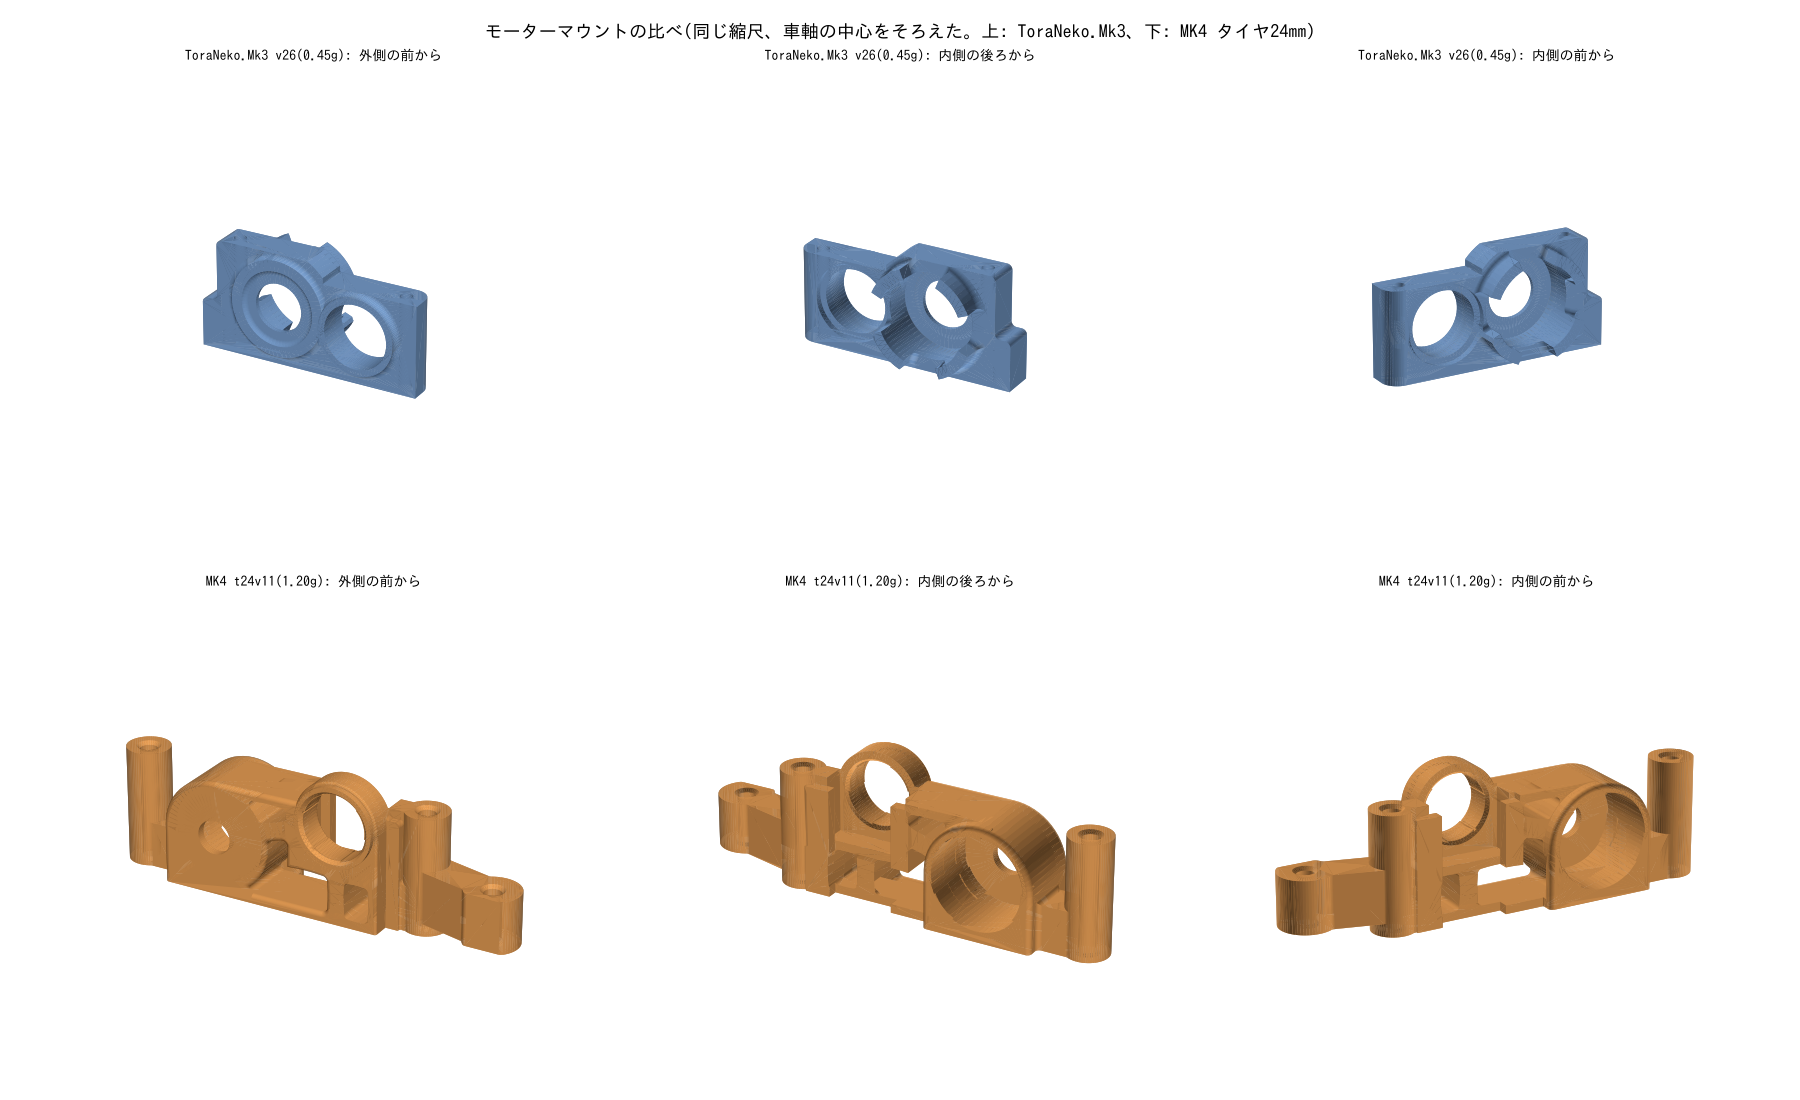 モーターマウントの比べ(同じ縮尺、車軸の中心をそろえた。上: ToraNeko.Mk3、下: MK4 タイヤ24mm)
ToraNeko.Mk3 v26(0.45g): 外側の前から
ToraNeko.Mk3 v26(0.45g): 内側の後ろから
ToraNeko.Mk3 v26(0.45g): 内側の前から
MK4 t24v11(1.20g): 外側の前から
MK4 t24v11(1.20g): 内側の後ろから
MK4 t24v11(1.20g): 内側の前から